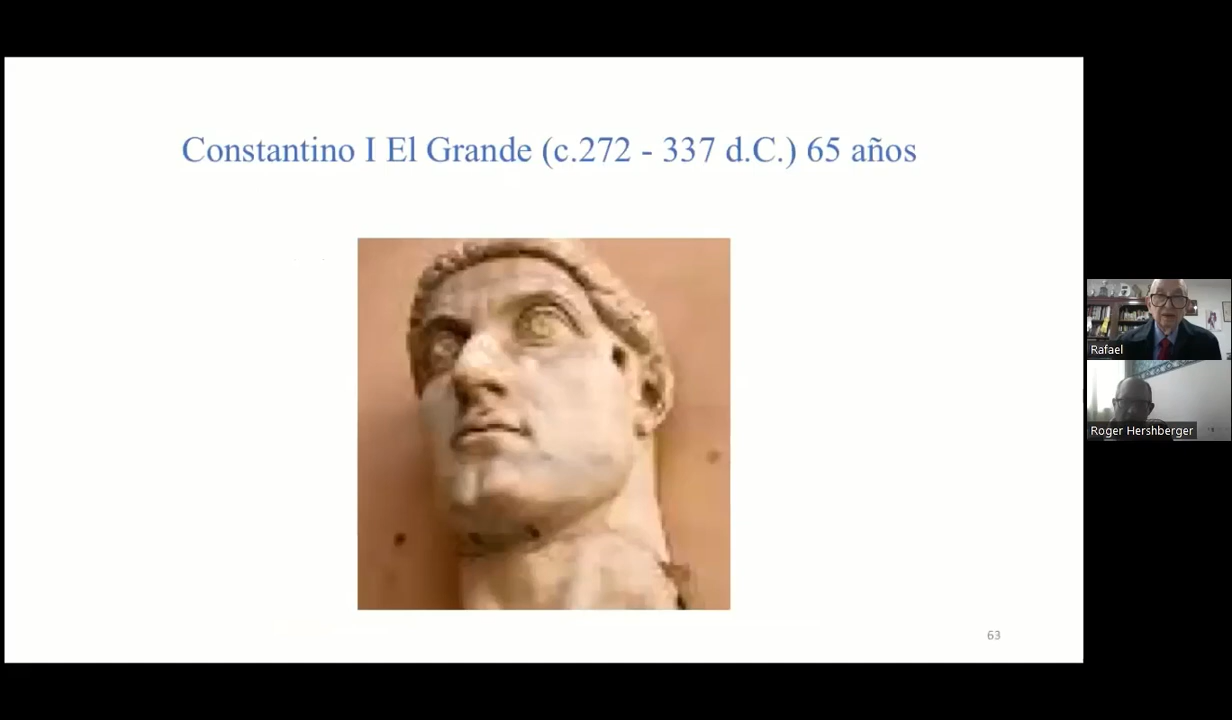 Constantino I El Grande (c.272 - 337 d.C.) 65 años
Rafael
Roger Hershberger
63